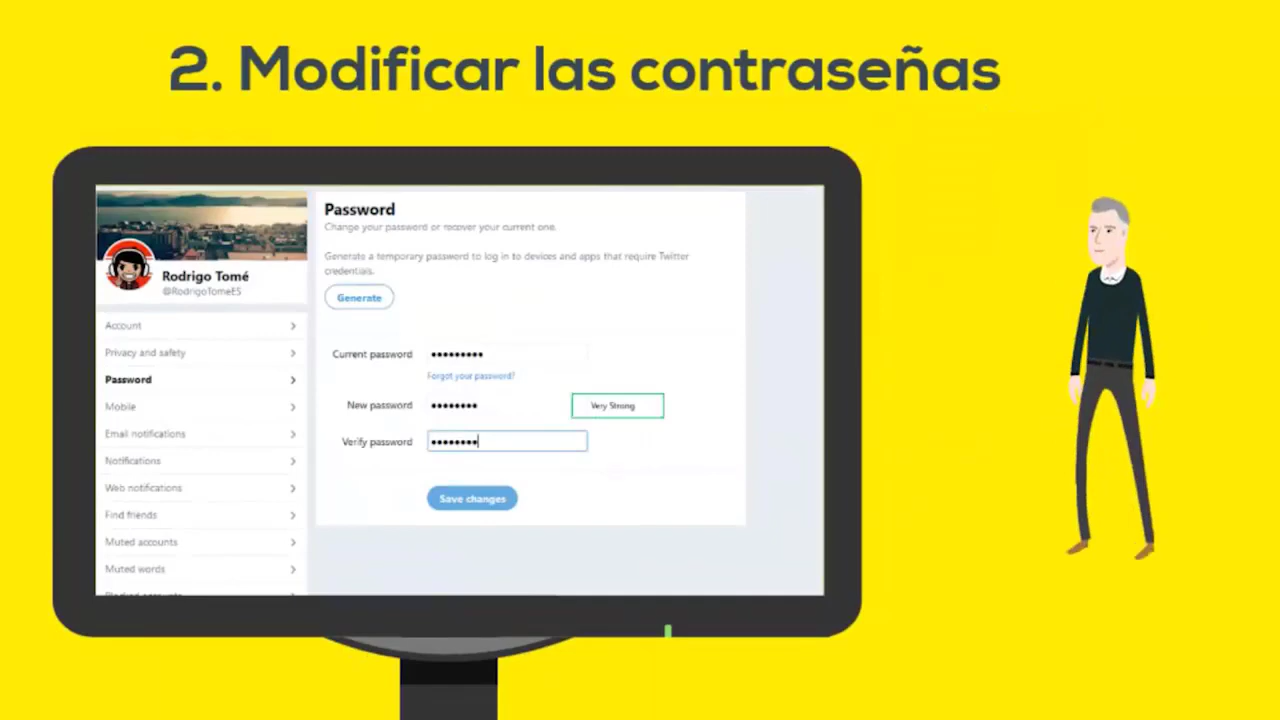 2. Modificar las contraseñas
Rodrigo Tomé
@RodrigoTomeES
Account
Privacy and safety
Password
Mobile
Email notifications
Notifications
Web notifications
Find friends
Muted accounts
Muted words
Password
Change your password or recover your current one.
Generate a temporary password to log in to devices and apps that require Twitter
credentials.
Generate
Current password
Forgot your password?
New password
Very Strong
Verify password
Save changes